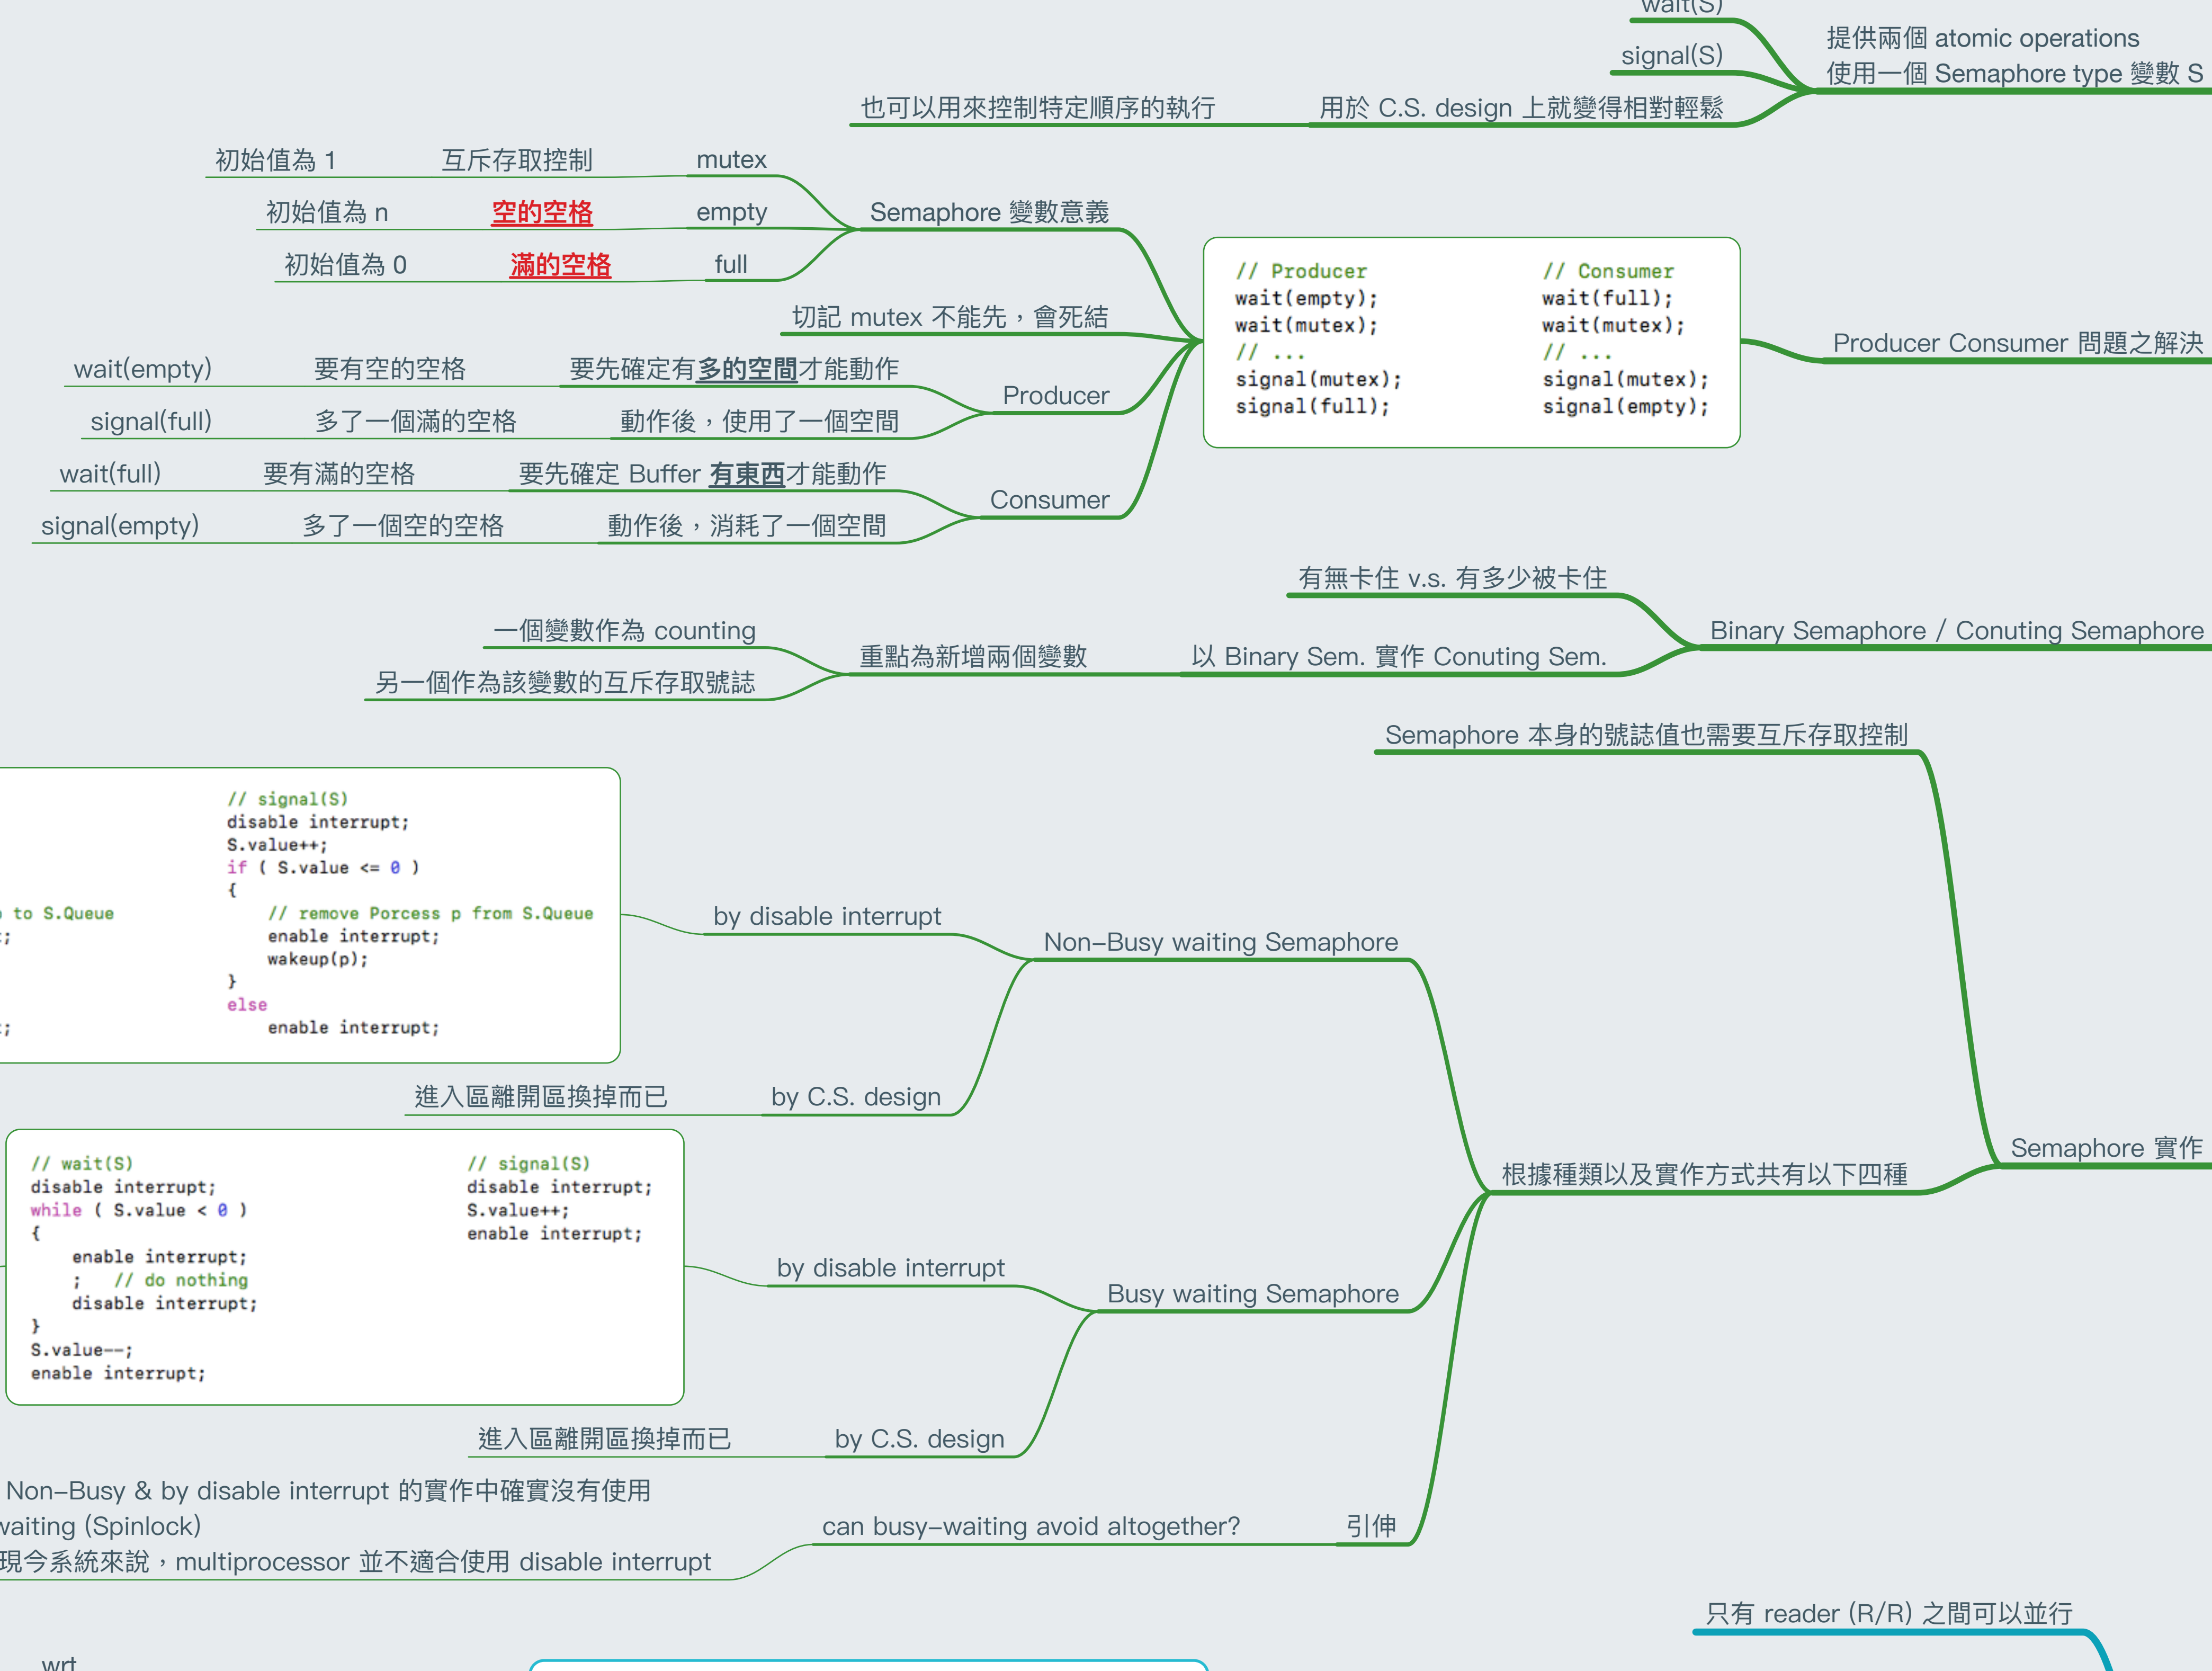 wait(S)
signal(S)
提供兩個 atomic operations
使用一個 Semaphore type 變數 S
也可以用來控制特定順序的執行
用於 C.S. design 上就變得相對輕鬆
初始值為 1
互斥存取控制
mutex
初始值為 n
空的空格
empty
初始值為 0
滿的空格
full
Semaphore 變數意義
切記 mutex 不能先，會死結
wait(empty)
要有空的空格
要先確定有多的空間才能動作
signal(full)
多了一個滿的空格
動作後，使用了一個空間
Producer
wait(full)
要有滿的空格
要先確定 Buffer 有東西才能動作
signal(empty)
多了一個空的空格
動作後，消耗了一個空間
Consumer
// Producer
wait(empty);
wait(mutex);
// ...
signal(mutex);
signal(full);
// Consumer
wait(full);
wait(mutex);
// ...
signal(mutex);
signal(empty);
Producer Consumer 問題之解決
有無卡住 v.s. 有多少被卡住
一個變數作為 counting
另一個作為該變數的互斥存取號誌
重點為新增兩個變數
以 Binary Sem. 實作 Conuting Sem.
Binary Semaphore / Conuting Semaphore
Semaphore 本身的號誌值也需要互斥存取控制
to S.Queue
// signal(S)
disable interrupt;
S.value++;
if ( S.value <= 0 )
{
// remove Porcess p from S.Queue
enable interrupt;
wakeup(p);
}
else
enable interrupt;
by disable interrupt
Non-Busy waiting Semaphore
進入區離開區換掉而已
by C.S. design
// wait(S)
disable interrupt;
while ( S.value < 0 )
{
enable interrupt;
; // do nothing
disable interrupt;
}
S.value--;
enable interrupt;
// signal(S)
disable interrupt;
S.value++;
enable interrupt;
by disable interrupt
Busy waiting Semaphore
進入區離開區換掉而已
by C.S. design
根據種類以及實作方式共有以下四種
Semaphore 實作
Non-Busy & by disable interrupt 的實作中確實沒有使用
waiting (Spinlock)
現今系統來說，multiprocessor 並不適合使用 disable interrupt
can busy-waiting avoid altogether?
引伸
只有 reader (R/R) 之間可以並行
wrt